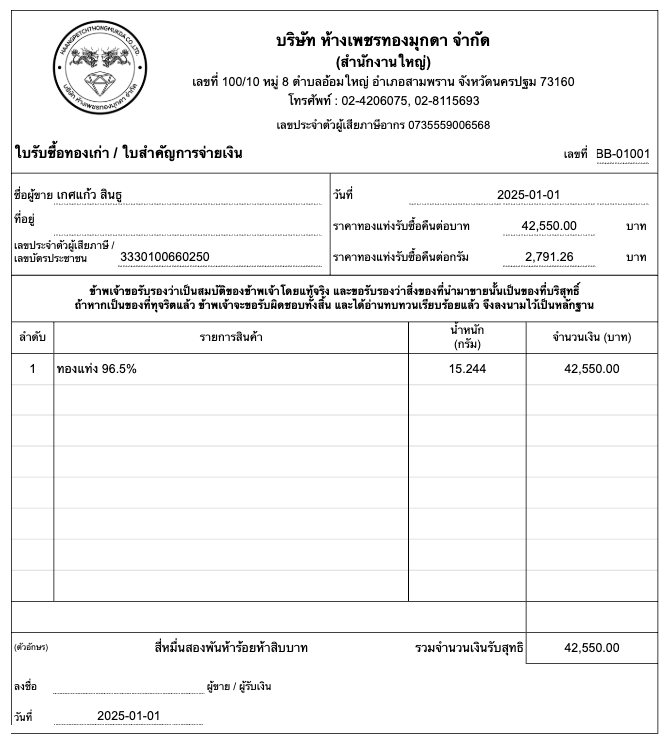 HAANGPETCHTHONGMUKDA CO.,LTD
บริษัท ห้างเพชรทองมุกดา จำกัด
บริษัท ห้างเพชรทองมุกดา จำกัด
(สำนักงานใหญ่)
เลขที่ 100/10 หมู่ 8 ตำบลอ้อมใหญ่ อำเภอสามพราน จังหวัดนครปฐม 73160
โทรศัพท์ : 02-4206075, 02-8115693
เลขประจำตัวผู้เสียภาษีอากร 0735559006568
ใบรับซื้อทองเก่า / ใบสำคัญการจ่ายเงิน เลขที่ BB-01001
ชื่อผู้ขาย เกศแก้ว สินธู วันที่ 2025-01-01
ที่อยู่ ราคาทองแท่งรับซื้อคืนต่อบาท 42,550.00 บาท
เลขประจำตัวผู้เสียภาษี /
เลขบัตรประชาชน 3330100660250 ราคาทองแท่งรับซื้อคืนต่อกรัม 2,791.26 บาท
ข้าพเจ้าขอรับรองว่าเป็นสมบัติของข้าพเจ้าโดยแท้จริง และขอรับรองว่าสิ่งของที่นำมาขายนั้นเป็นของที่บริสุทธิ์
ถ้าหากเป็นของที่ทุจริตแล้ว ข้าพเจ้าจะขอรับผิดชอบทั้งสิ้น และได้อ่านทบทวนเรียบร้อยแล้ว จึงลงนามไว้เป็นหลักฐาน
ลำดับ รายการสินค้า น้ำหนัก (กรัม) จำนวนเงิน (บาท)
1 ทองแท่ง 96.5% 15.244 42,550.00
(ตัวอักษร) สี่หมื่นสองพันห้าร้อยห้าสิบบาท รวมจำนวนเงินรับสุทธิ 42,550.00
ลงชื่อ ผู้ขาย / ผู้รับเงิน
วันที่ 2025-01-01